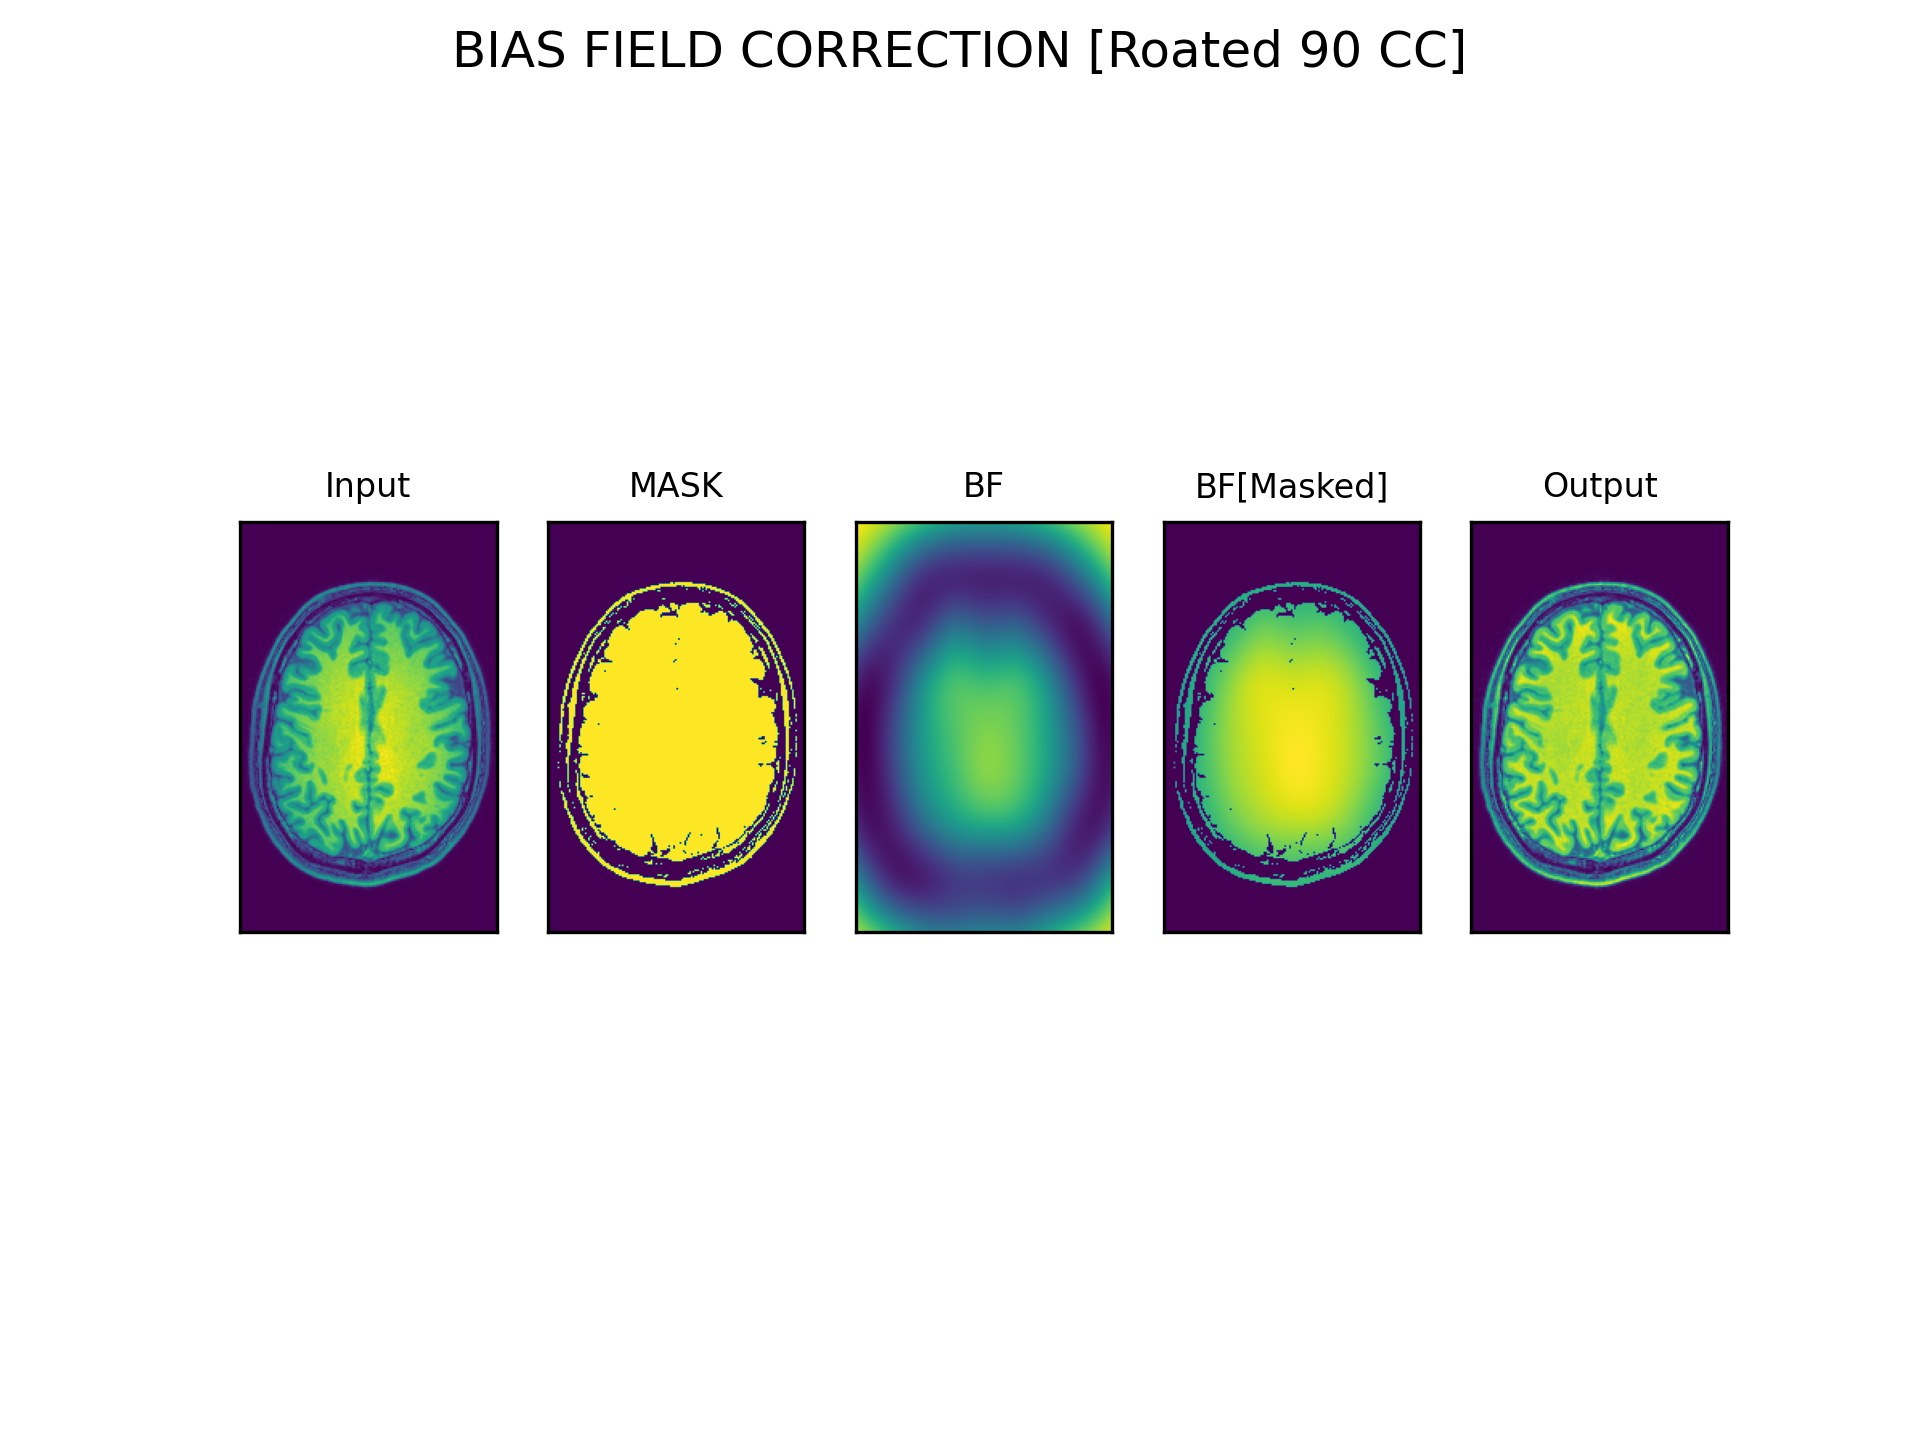 BIAS FIELD CORRECTION [Roated 90 CC]
Input
MASK
BF
BF[Masked]
Output